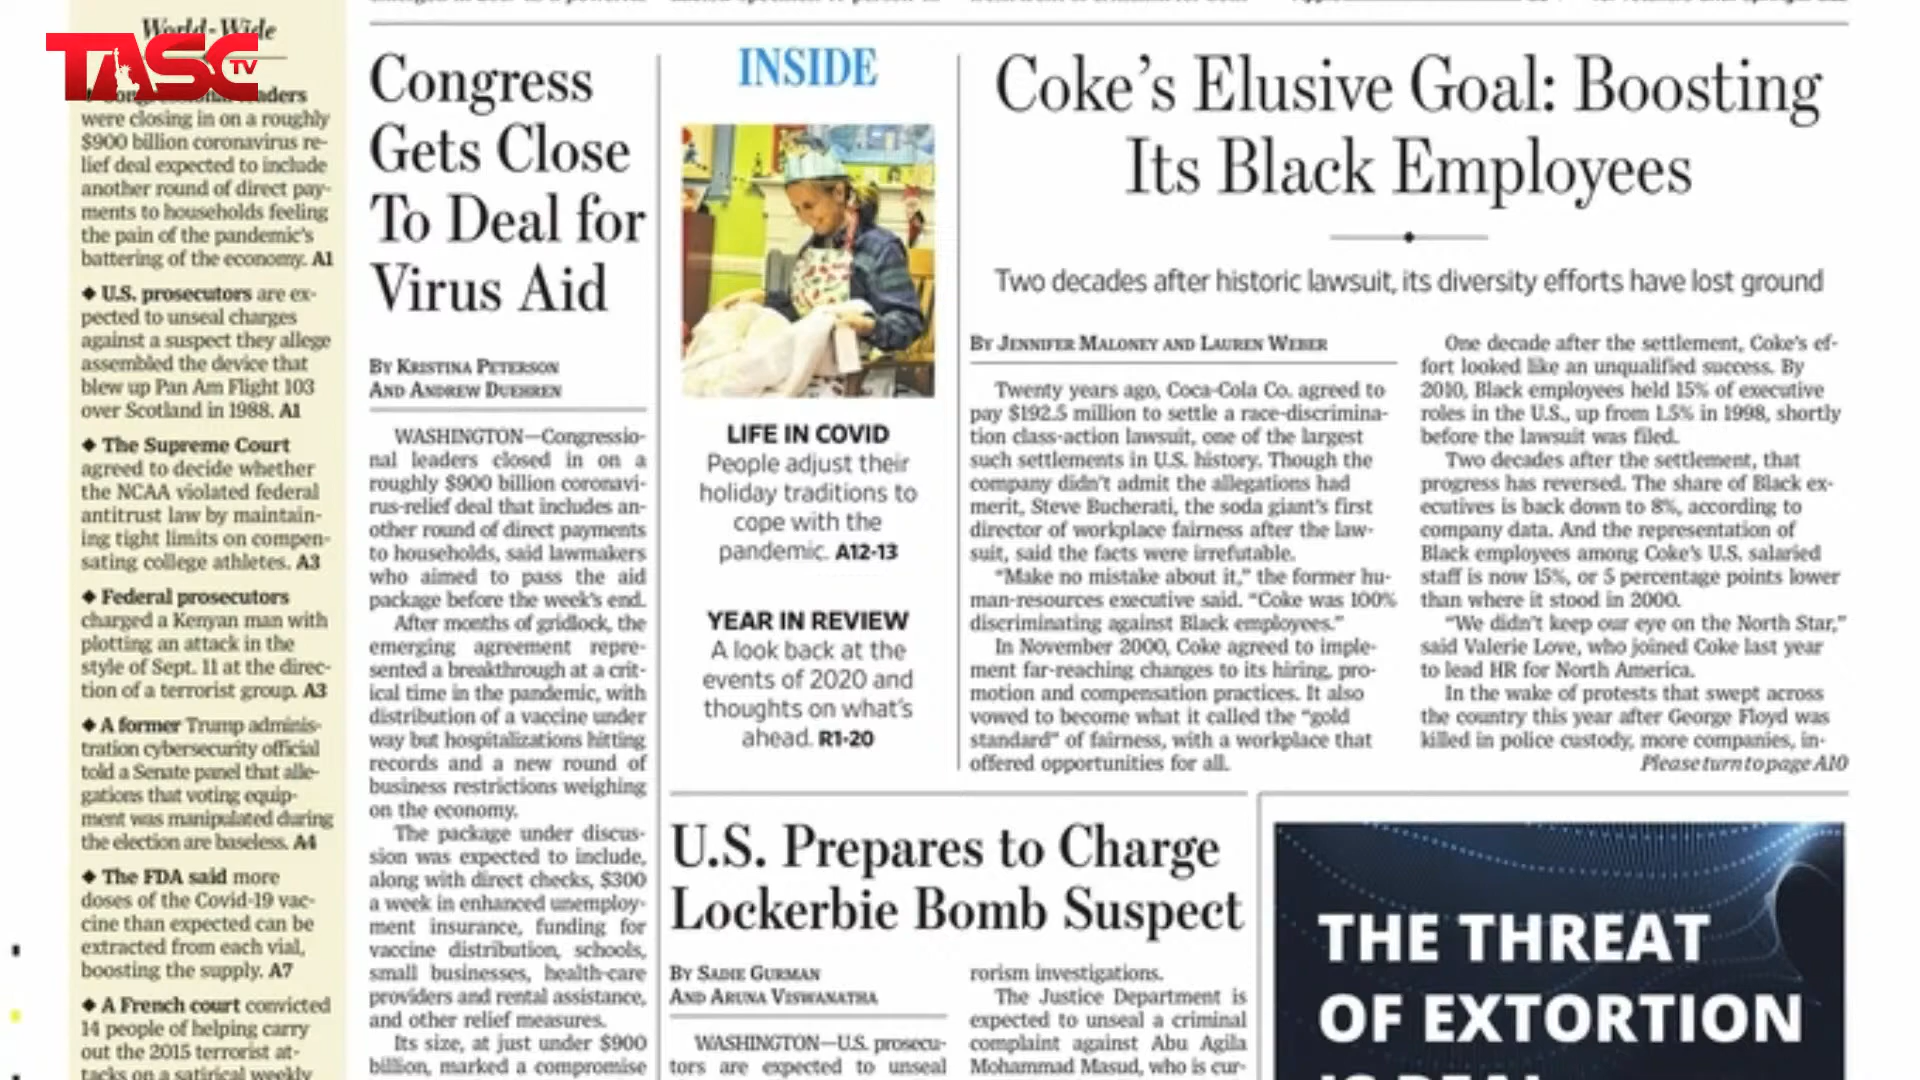 World-Wide
TASC TV
were closing in on a roughly
$900 billion coronavirus re-
lief deal expected to include
another round of direct pay-
ments to households feeling
the pain of the pandemic's
battering of the economy. A1
◆ U.S. prosecutors are ex-
pected to unseal charges
against a suspect they allege
assembled the device that
blew up Pan Am Flight 103
over Scotland in 1988. A1
◆ The Supreme Court
agreed to decide whether
the NCAA violated federal
antitrust law by maintain-
ing tight limits on compen-
sating college athletes. A3
◆ Federal prosecutors
charged a Kenyan man with
plotting an attack in the
style of Sept. 11 at the direc-
tion of a terrorist group. A3
◆ A former Trump adminis-
tration cybersecurity official
told a Senate panel that alle-
gations that voting equip-
ment was manipulated during
the election are baseless. A4
◆ The FDA said more
doses of the Covid-19 vac-
cine than expected can be
extracted from each vial,
boosting the supply. A7
◆ A French court convicted
14 people of helping carry
out the 2015 terrorist at-
tacks on a satirical weekly
Congress
Gets Close
To Deal for
Virus Aid
By Kristina Peterson
And Andrew Duehren
WASHINGTON—Congressio-
nal leaders closed in on a
roughly $900 billion coronavi-
rus-relief deal that includes an-
other round of direct payments
to households, said lawmakers
who aimed to pass the aid
package before the week's end.
After months of gridlock, the
emerging agreement repre-
sented a breakthrough at a crit-
ical time in the pandemic, with
distribution of a vaccine under
way but hospitalizations hitting
records and a new round of
business restrictions weighing
on the economy.
The package under discus-
sion was expected to include,
along with direct checks, $300
a week in enhanced unemploy-
ment insurance, funding for
vaccine distribution, schools,
small businesses, health-care
providers and rental assistance,
and other relief measures.
Its size, at just under $900
billion, marked a compromise
INSIDE
LIFE IN COVID
People adjust their
holiday traditions to
cope with the
pandemic. A12-13
YEAR IN REVIEW
A look back at the
events of 2020 and
thoughts on what's
ahead. R1-20
Coke's Elusive Goal: Boosting
Its Black Employees
Two decades after historic lawsuit, its diversity efforts have lost ground
By Jennifer Maloney and Lauren Weber
Twenty years ago, Coca-Cola Co. agreed to
pay $192.5 million to settle a race-discrimina-
tion class-action lawsuit, one of the largest
such settlements in U.S. history. Though the
company didn't admit the allegations had
merit, Steve Bucherati, the soda giant's first
director of workplace fairness after the law-
suit, said the facts were irrefutable.
"Make no mistake about it," the former hu-
man-resources executive said. "Coke was 100%
discriminating against Black employees."
In November 2000, Coke agreed to imple-
ment far-reaching changes to its hiring, pro-
motion and compensation practices. It also
vowed to become what it called the "gold
standard" of fairness, with a workplace that
offered opportunities for all.
One decade after the settlement, Coke's ef-
fort looked like an unqualified success. By
2010, Black employees held 15% of executive
roles in the U.S., up from 1.5% in 1998, shortly
before the lawsuit was filed.
Two decades after the settlement, that
progress has reversed. The share of Black ex-
ecutives is back down to 8%, according to
company data. And the representation of
Black employees among Coke's U.S. salaried
staff is now 15%, or 5 percentage points lower
than where it stood in 2000.
"We didn't keep our eye on the North Star,"
said Valerie Love, who joined Coke last year
to lead HR for North America.
In the wake of protests that swept across
the country this year after George Floyd was
killed in police custody, more companies, in-
Please turn to page A10
U.S. Prepares to Charge
Lockerbie Bomb Suspect
By Sadie Gurman
And Aruna Viswanatha
WASHINGTON—U.S. prosecu-
tors are expected to unseal
rorism investigations.
The Justice Department is
expected to unseal a criminal
complaint against Abu Agila
Mohammad Masud, who is cur-
THE THREAT
OF EXTORTION